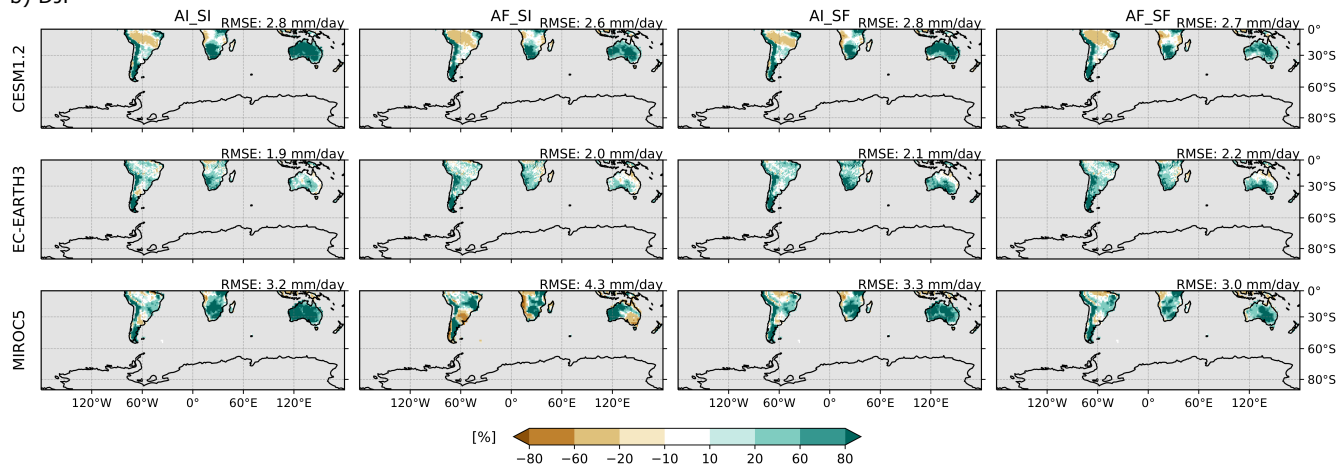 AI_SI AF_SI AI_SF AF_SF
RMSE: 2.8 mm/day RMSE: 2.6 mm/day RMSE: 2.8 mm/day RMSE: 2.7 mm/day
CESM1.2
0°
30°S
60°S
80°S
RMSE: 1.9 mm/day RMSE: 2.0 mm/day RMSE: 2.1 mm/day RMSE: 2.2 mm/day
EC-EARTH3
0°
30°S
60°S
80°S
RMSE: 3.2 mm/day RMSE: 4.3 mm/day RMSE: 3.3 mm/day RMSE: 3.0 mm/day
MIROC5
0°
30°S
60°S
80°S
120°W 60°W 0° 60°E 120°E 120°W 60°W 0° 60°E 120°E 120°W 60°W 0° 60°E 120°E 120°W 60°W 0° 60°E 120°E
[%]
−80 −60 −20 −10 10 20 60 80